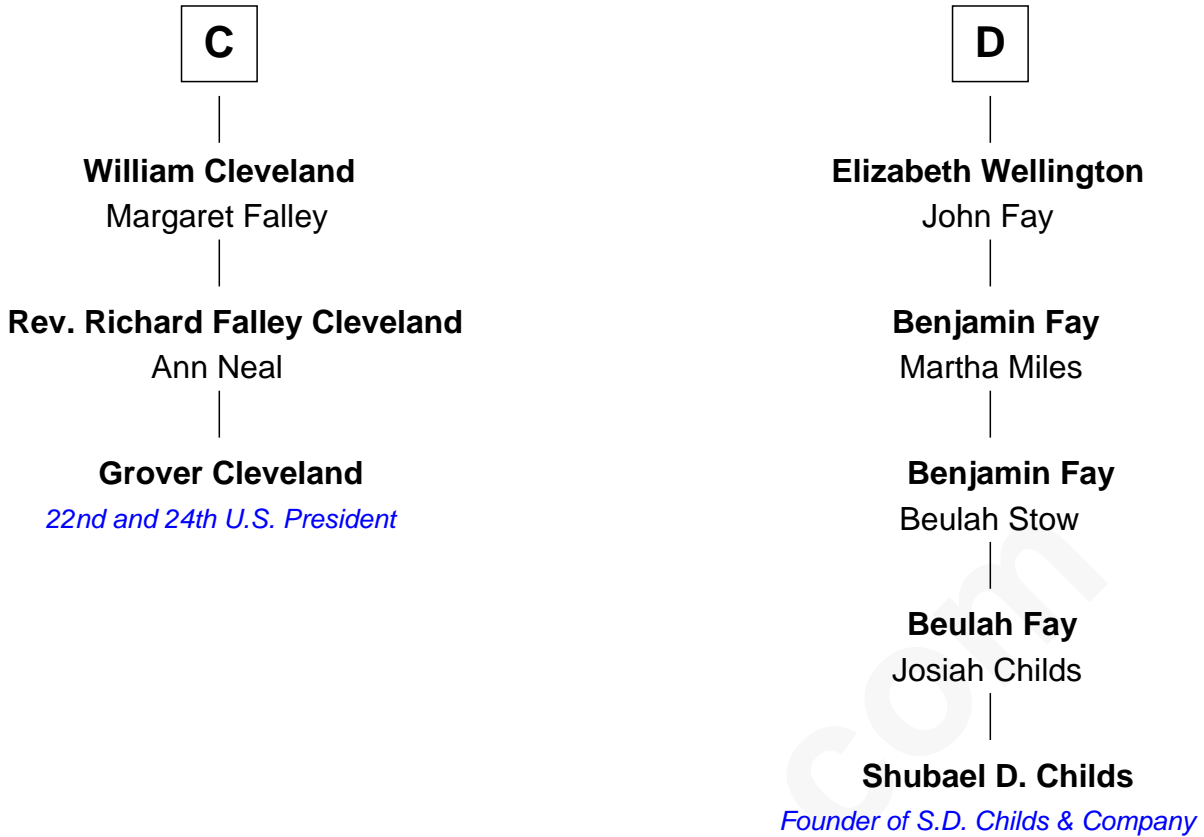 C
William Cleveland
Margaret Falley
Rev. Richard Falley Cleveland
Ann Neal
Grover Cleveland
22nd and 24th U.S. President
D
Elizabeth Wellington
John Fay
Benjamin Fay
Martha Miles
Benjamin Fay
Beulah Stow
Beulah Fay
Josiah Childs
Shubael D. Childs
Founder of S.D. Childs & Company
com